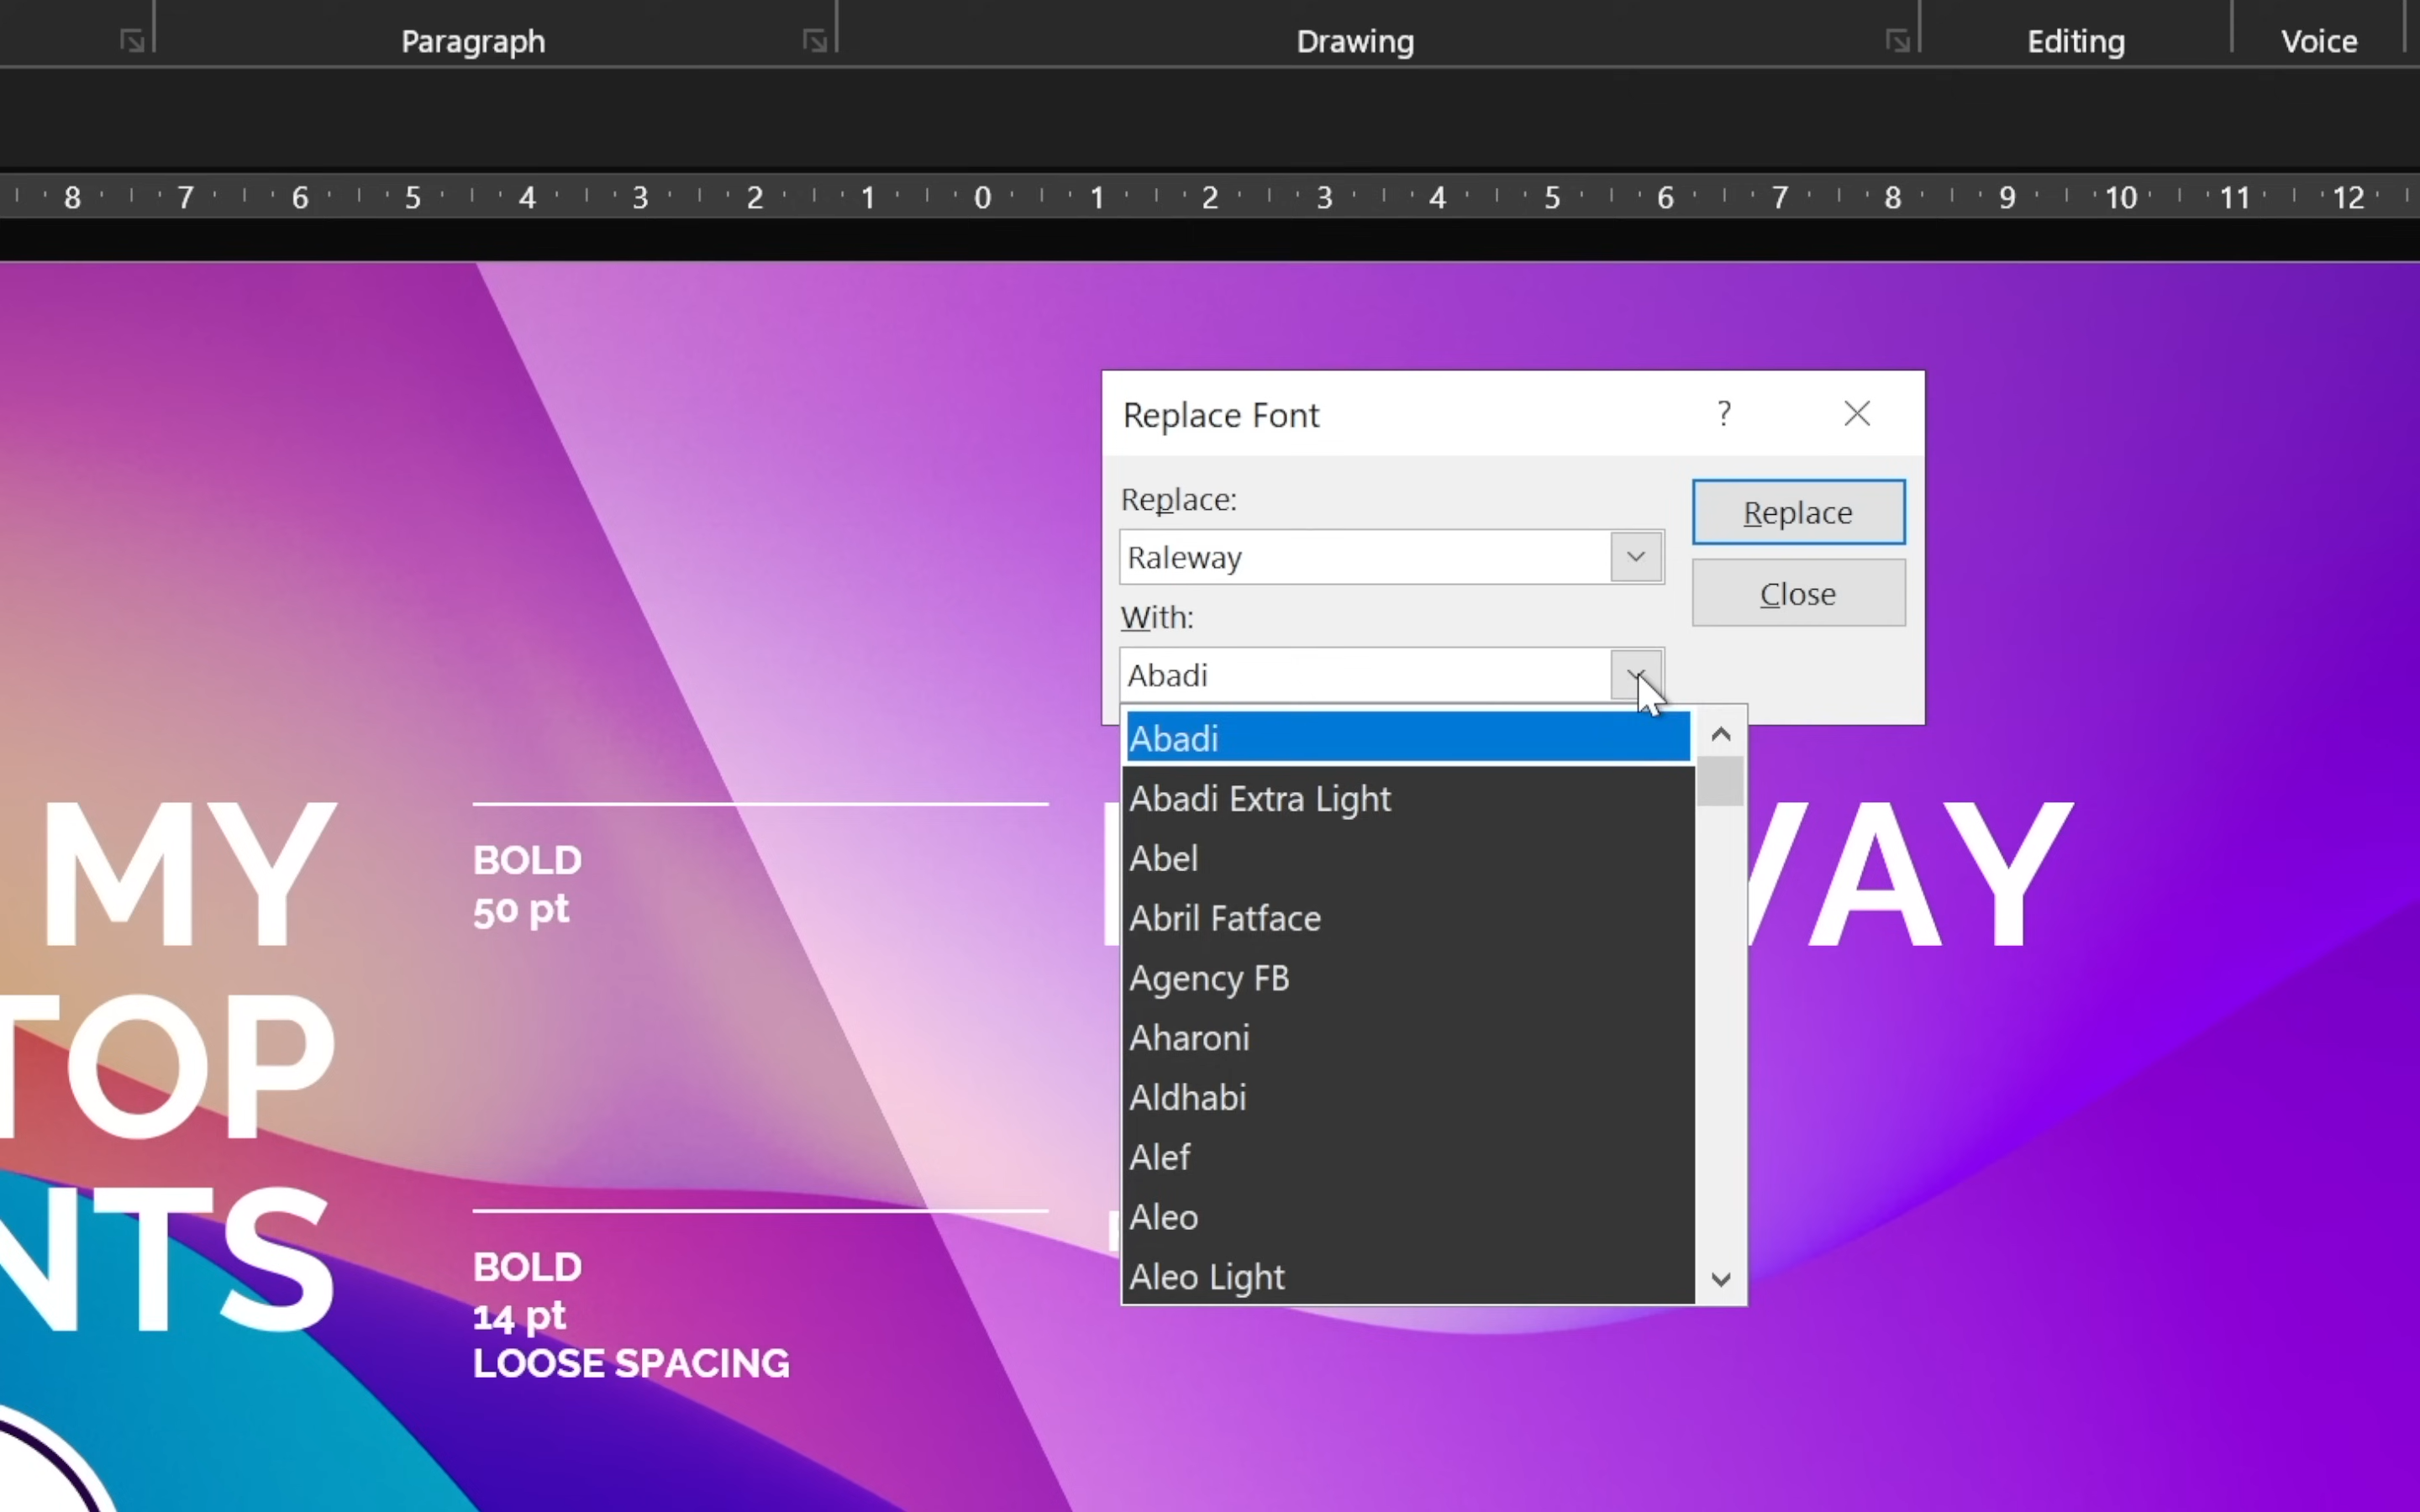 Paragraph
Drawing
Editing
Voice
8 7 6 5 4 3 2 1 0 1 2 3 4 5 6 7 8 9 10 11 12
Replace Font
?
Replace:
Raleway
Replace
Close
With:
Abadi
Abadi
Abadi Extra Light
Abel
Abril Fatface
Agency FB
Aharoni
Aldhabi
Alef
Aleo
Aleo Light
MY
TOP
NTS
BOLD
50 pt
BOLD
14 pt
LOOSE SPACING
WAY